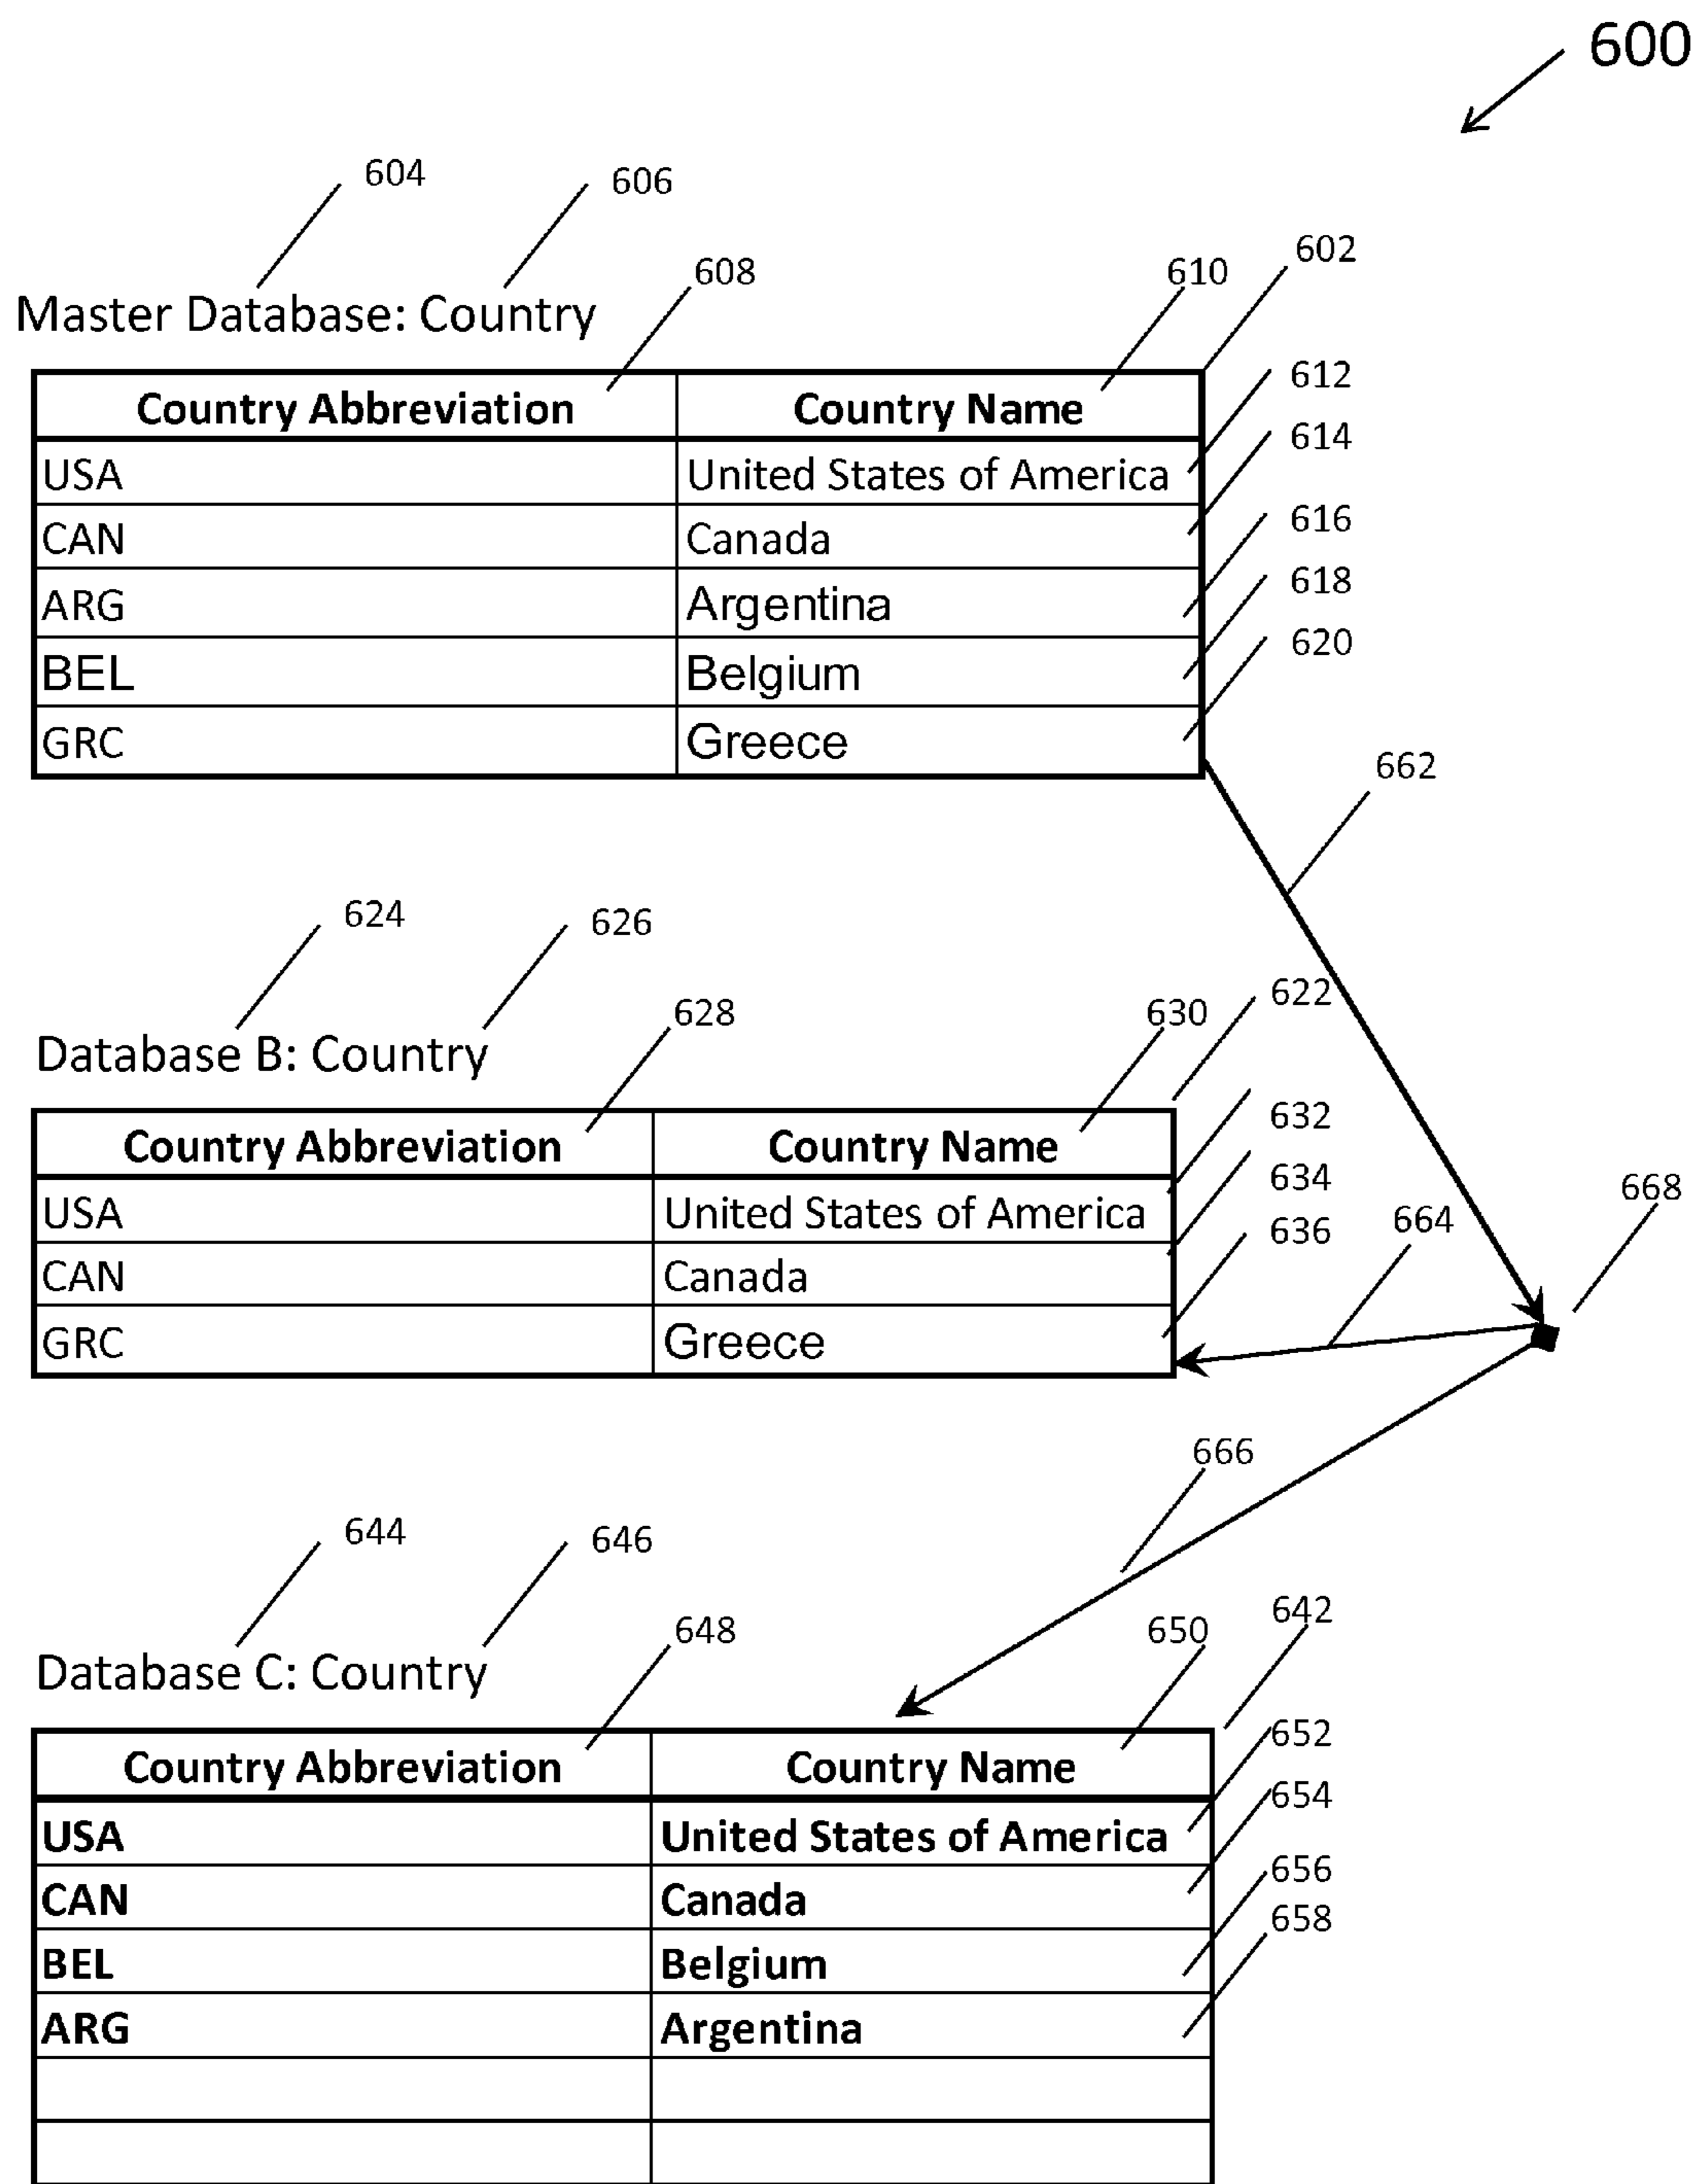 600
604 606
608 610 602
Master Database: Country
Country Abbreviation Country Name
612
USA United States of America
614
CAN Canada
616
ARG Argentina
618
BEL Belgium
620
GRC Greece
662
624 626
628 630 622
Database B: Country
Country Abbreviation Country Name
632
USA United States of America
634
668
CAN Canada
636 664
GRC Greece
666
644 646
648 650 642
Database C: Country
Country Abbreviation Country Name
652
USA United States of America
654
CAN Canada
656
BEL Belgium
658
ARG Argentina